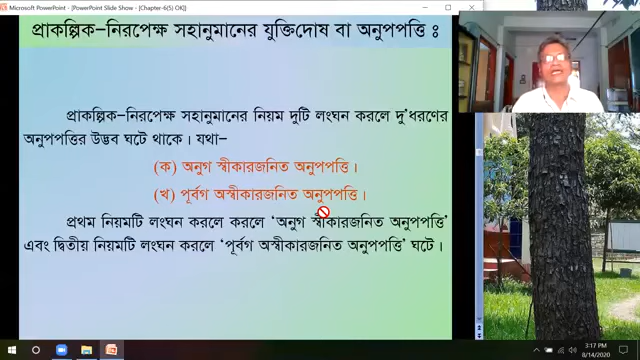 Microsoft PowerPoint - [PowerPoint Slide Show - [Chapter-6(5) OK]]
প্রাকল্পিক-নিরপেক্ষ সহানুমানের যুক্তিদোষ বা অনুপপত্তি ঃ
প্রাকল্পিক-নিরপেক্ষ সহানুমানের নিয়ম দুটি লংঘন করলে দু'ধরণের
অনুপপত্তির উদ্ভব ঘটে থাকে। যথা–
(ক) অনুগ স্বীকারজনিত অনুপপত্তি।
(খ) পূর্বগ অস্বীকারজনিত অনুপপত্তি।
প্রথম নিয়মটি লংঘন করলে করলে 'অনুগ স্বীকারজনিত অনুপপত্তি'
এবং দ্বিতীয় নিয়মটি লংঘন করলে 'পূর্বগ অস্বীকারজনিত অনুপপত্তি' ঘটে।
3:17 PM
8/14/2020